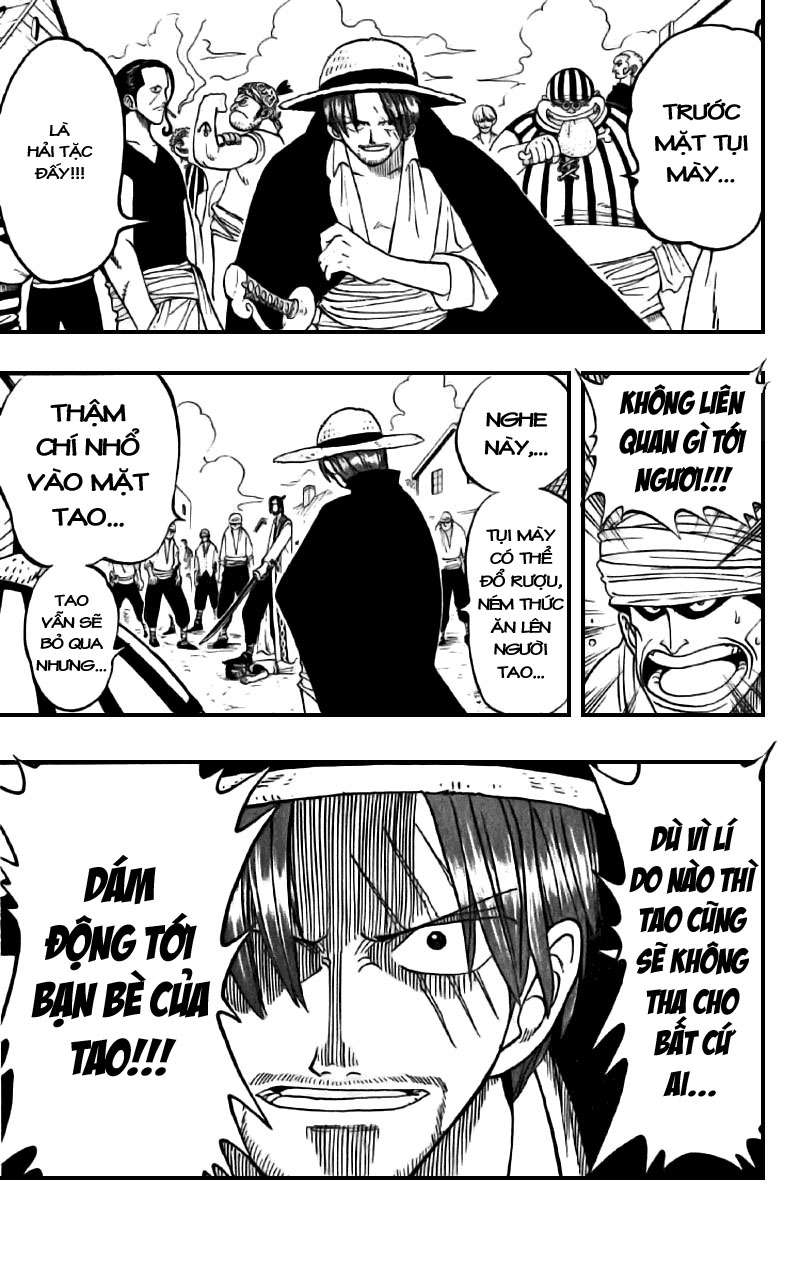 TRƯỚC
MẶT TỤI
MÀY...
LÀ
HẢI TẶC
ĐẤY!!!
KHÔNG LIÊN
QUAN GÌ TỚI
NGƯƠI!!!
NGHE
NÀY,...
TỤI MÀY
CÓ THỂ
ĐỔ RƯỢU,
NÉM THỨC
ĂN LÊN
NGƯỜI
TAO...
THẬM
CHÍ NHỔ
VÀO MẶT
TAO...
TAO
VẪN SẼ
BỎ QUA
NHƯNG...
DÙ VÌ LÍ
DO NÀO THÌ
TAO CŨNG
SẼ KHÔNG
THA CHO
BẤT CỨ
AI...
DÁM
ĐỘNG TỚI
BẠN BÈ CỦA
TAO!!!